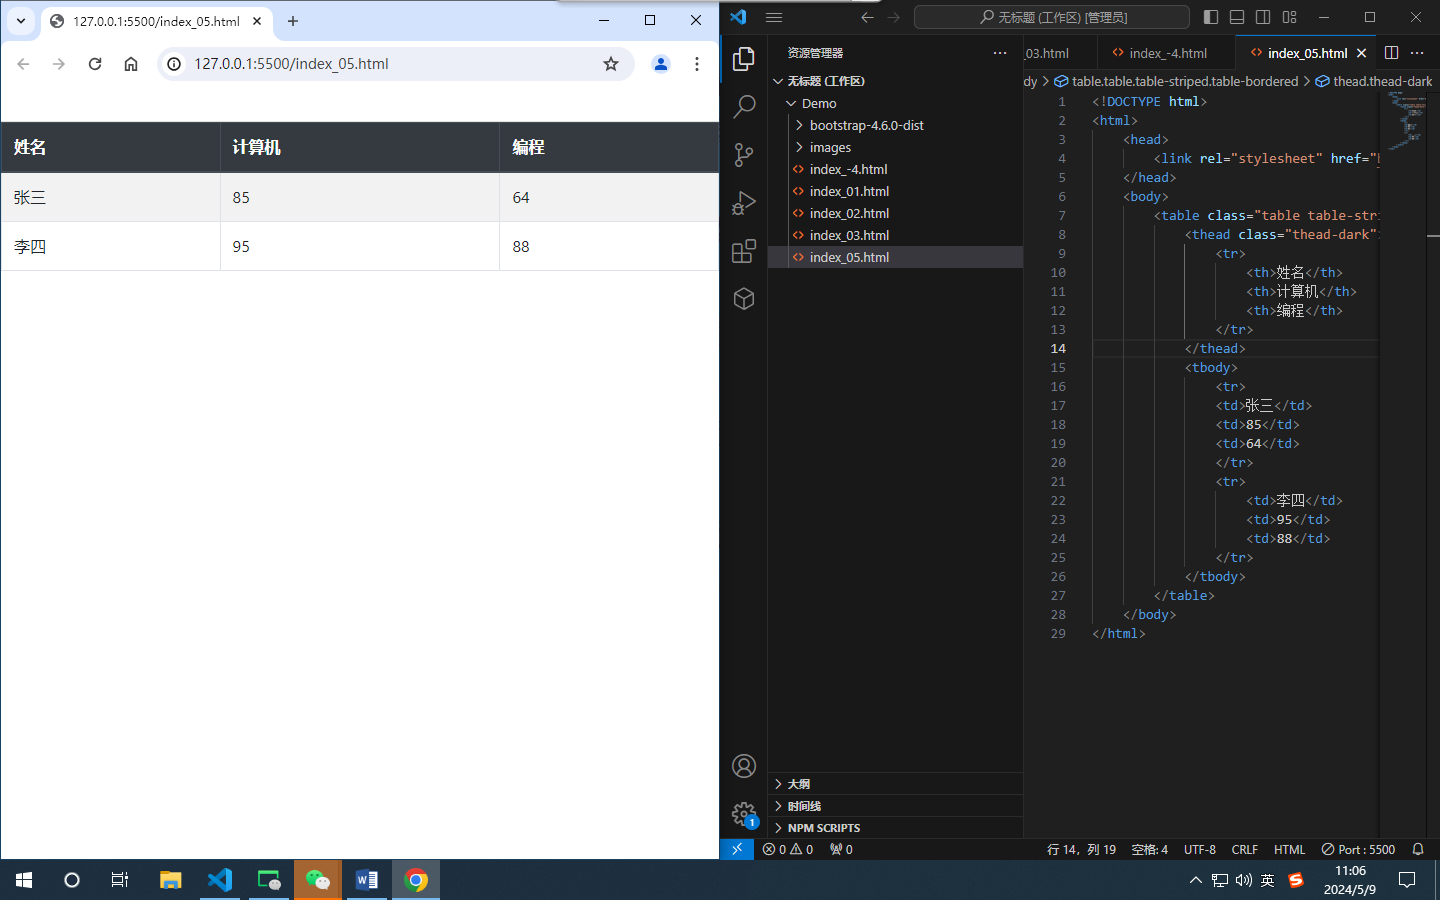 127.0.0.1:5500/index_05.html
127.0.0.1:5500/index_05.html
姓名 计算机 编程
张三 85 64
李四 95 88
无标题 (工作区) [管理员]
资源管理器
_03.html
index_-4.html
index_05.html
无标题 (工作区)
dy > table.table.table-striped.table-bordered > thead.thead-dark
Demo
bootstrap-4.6.0-dist
images
index_-4.html
index_01.html
index_02.html
index_03.html
index_05.html
大纲
时间线
NPM SCRIPTS
1 <!DOCTYPE html>
2 <html>
3 <head>
4 <link rel="stylesheet" href="
5 </head>
6 <body>
7 <table class="table table-stri
8 <thead class="thead-dark"
9 <tr>
10 <th>姓名</th>
11 <th>计算机</th>
12 <th>编程</th>
13 </tr>
14 </thead>
15 <tbody>
16 <tr>
17 <td>张三</td>
18 <td>85</td>
19 <td>64</td>
20 </tr>
21 <tr>
22 <td>李四</td>
23 <td>95</td>
24 <td>88</td>
25 </tr>
26 </tbody>
27 </table>
28 </body>
29 </html>
1
0 0 0
行 14，列 19 空格: 4 UTF-8 CRLF HTML Port : 5500
英
11:06
2024/5/9